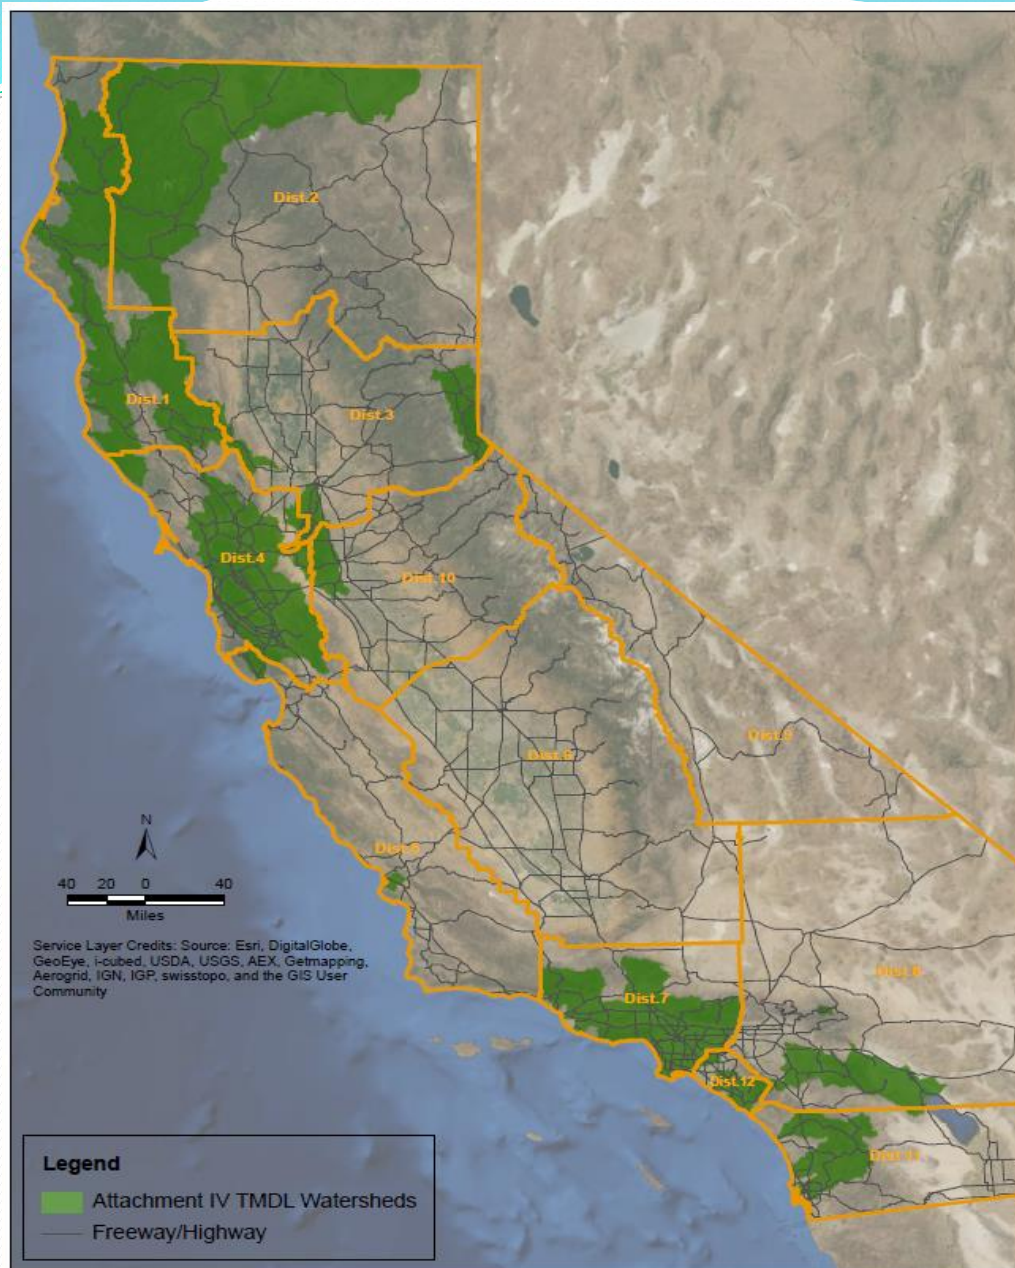 Dist.2
Dist.1
Dist.3
Dist.4
Dist.10
Dist.6
Dist.9
Dist.5
N
40 20 0 40
Miles
Service Layer Credits: Source: Esri, DigitalGlobe,
GeoEye, i-cubed, USDA, USGS, AEX, Getmapping,
Aerogrid, IGN, IGP, swisstopo, and the GIS User
Community
Dist.8
Dist.7
Dist.12
Dist.11
Legend
Attachment IV TMDL Watersheds
Freeway/Highway